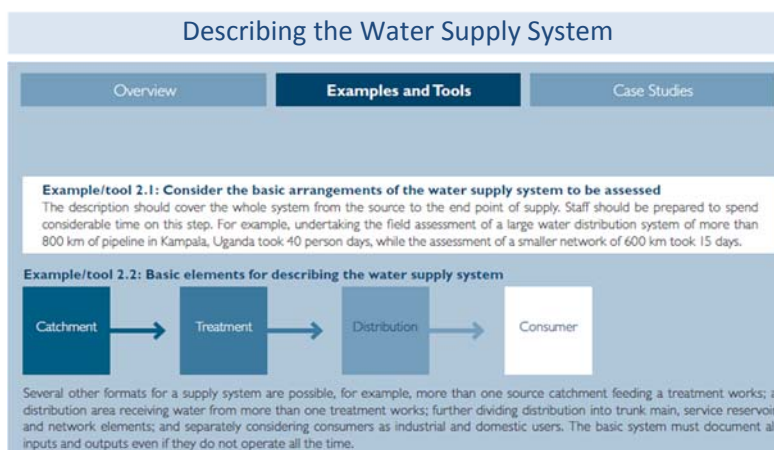 Describing the Water Supply System
Overview
Examples and Tools
Case Studies
Example/tool 2.1: Consider the basic arrangements of the water supply system to be assessed
The description should cover the whole system from the source to the end point of supply. Staff should be prepared to spend
considerable time on this step. For example, undertaking the field assessment of a large water distribution system of more than
800 km of pipeline in Kampala, Uganda took 40 person days, while the assessment of a smaller network of 600 km took 15 days.
Example/tool 2.2: Basic elements for describing the water supply system
Catchment
Treatment
Distribution
Consumer
Several other formats for a supply system are possible, for example, more than one source catchment feeding a treatment works;
distribution area receiving water from more than one treatment works; further dividing distribution into trunk main, service
and network elements; and separately considering consumers as industrial and domestic users. The basic system must document
inputs and outputs even if they do not operate all the time.